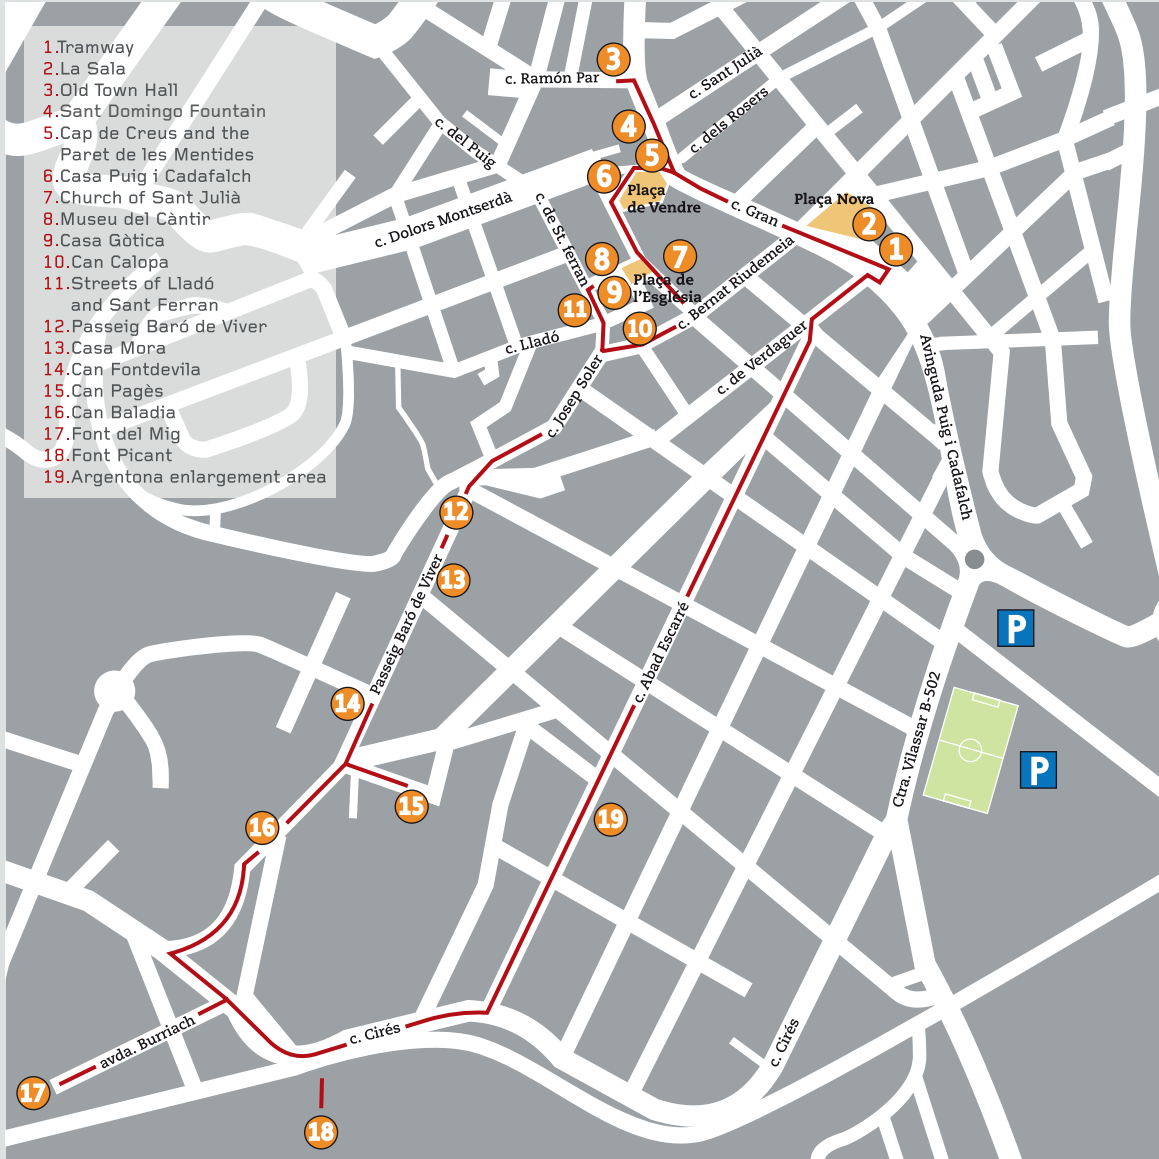 1.Tramway
2.La Sala
3.Old Town Hall
4.Sant Domingo Fountain
5.Cap de Creus and the
Paret de les Mentides
6.Casa Puig i Cadafalch
7.Church of Sant Julià
8.Museu del Càntir
9.Casa Gòtica
10.Can Calopa
11.Streets of Lladó
and Sant Ferran
12.Passeig Baró de Viver
13.Casa Mora
14.Can Fontdevila
15.Can Pagès
16.Can Baladia
17.Font del Mig
18.Font Picant
19.Argentona enlargement area
3
c. Ramón Par
c. Sant Julià
4
c. dels Rosers
c. del Puig
5
6
Plaça
de Vendre
c. Gran
Plaça Nova
2
1
c. Dolors Montserdà
c. de St. ferran
8
7
Plaça de
l'Església
9
11
10
c. Bernat Riudemeia
c. Lladó
c. de Verdaguer
c. Josep Soler
Avinguda Puig i Cadafalch
12
13
Passeig Baró de Viver
c. Abad Escarré
P
14
Ctra. Vilassar B-502
P
15
16
19
c. Cirés
c. Cirés
avda. Burriach
17
18